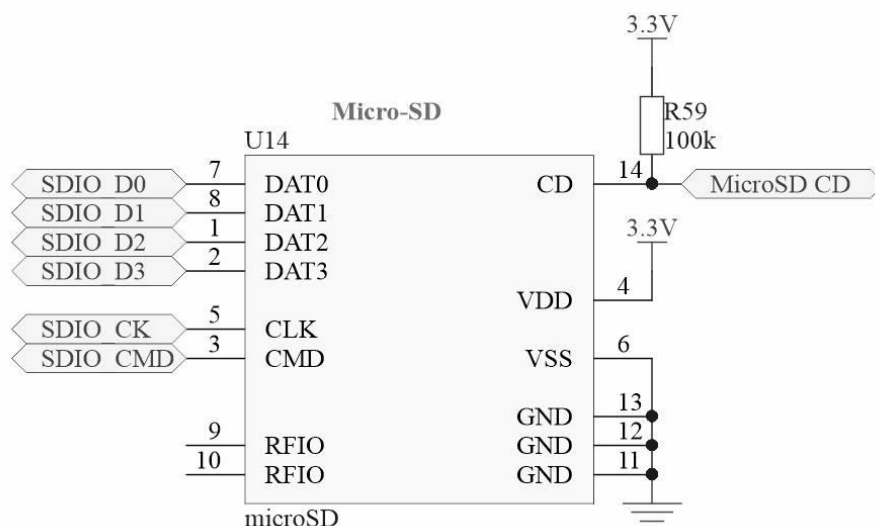 3.3V
Micro-SD
R59
100k
U14
SDIO_D0 7 DAT0 CD 14 MicroSD CD
SDIO_D1 8 DAT1
SDIO_D2 1 DAT2 3.3V
SDIO_D3 2 DAT3
VDD 4
SDIO_CK 5 CLK
SDIO_CMD 3 CMD VSS 6
GND 13
9 RFIO GND 12
10 RFIO GND 11
microSD